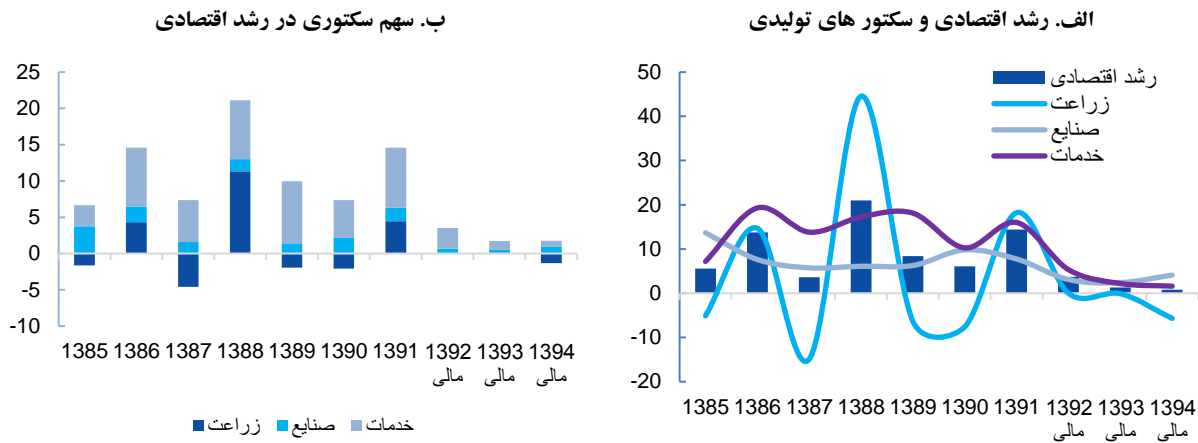 الف. رشد اقتصادی و سکتور های تولیدی
50
40
30
20
10
0
-10
-20
رشد اقتصادی
زراعت
صنایع
خدمات
1385 1386 1387 1388 1389 1390 1391 1392 1393 1394
مالی مالی مالی
ب. سهم سکتوری در رشد اقتصادی
25
20
15
10
5
0
-5
-10
1385 1386 1387 1388 1389 1390 1391 1392 1393 1394
مالی مالی مالی
زراعت صنایع خدمات